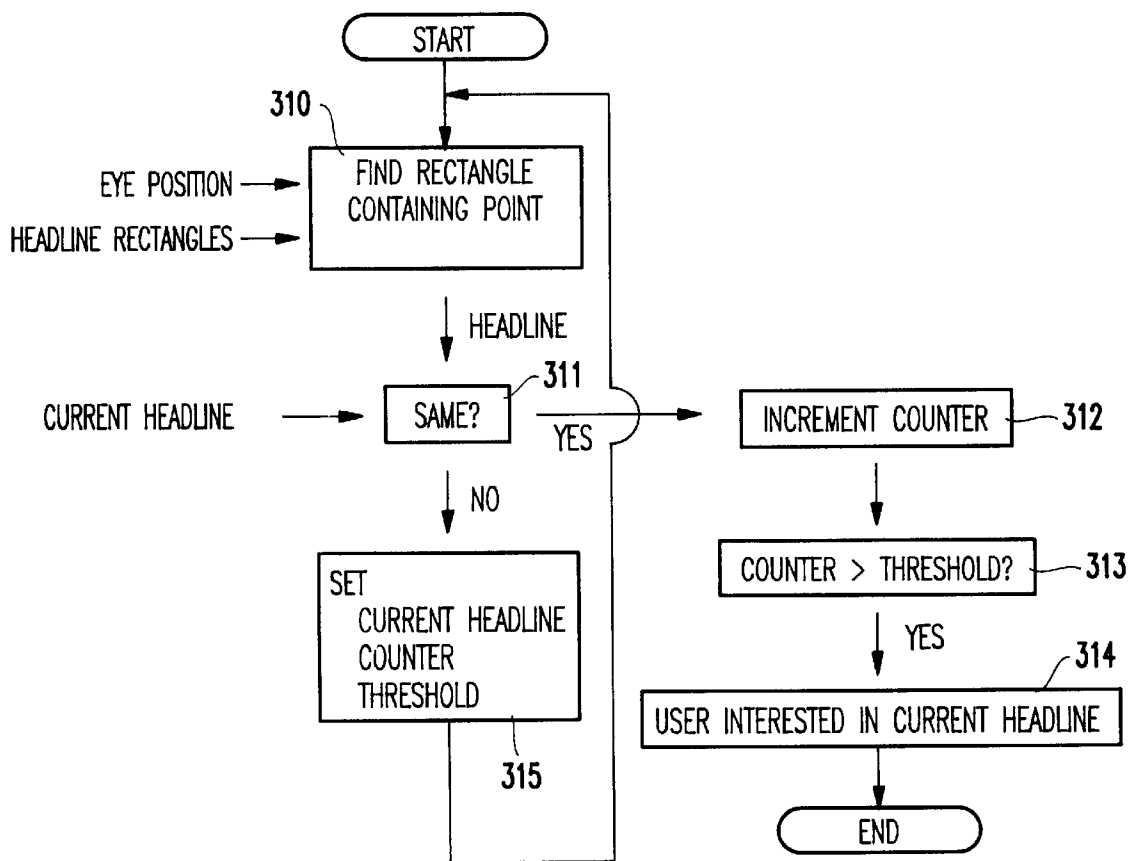 START
310
FIND RECTANGLE
CONTAINING POINT
EYE POSITION
HEADLINE RECTANGLES
HEADLINE
311
CURRENT HEADLINE
SAME?
YES
INCREMENT COUNTER
312
NO
COUNTER > THRESHOLD?
313
SET
CURRENT HEADLINE
COUNTER
THRESHOLD
315
YES
314
USER INTERESTED IN CURRENT HEADLINE
END